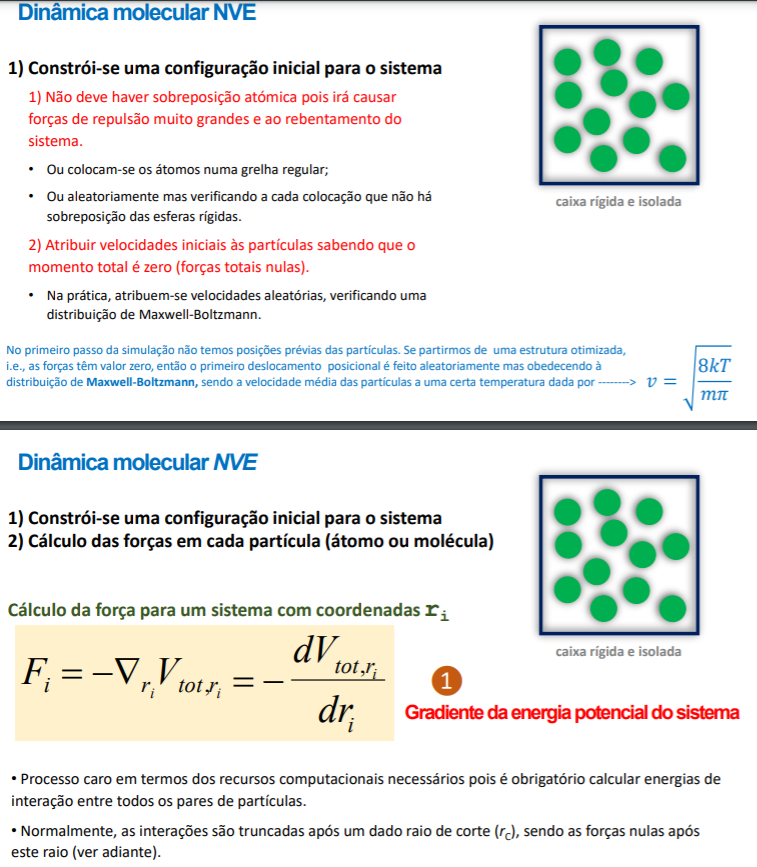 Dinâmica molecular NVE
1) Constrói-se uma configuração inicial para o sistema
1) Não deve haver sobreposição atómica pois irá causar
forças de repulsão muito grandes e ao rebentamento do
sistema.
• Ou colocam-se os átomos numa grelha regular;
• Ou aleatoriamente mas verificando a cada colocação que não há
sobreposição das esferas rígidas.
caixa rígida e isolada
2) Atribuir velocidades iniciais às partículas sabendo que o
momento total é zero (forças totais nulas).
• Na prática, atribuem-se velocidades aleatórias, verificando uma
distribuição de Maxwell-Boltzmann.
No primeiro passo da simulação não temos posições prévias das partículas. Se partirmos de uma estrutura otimizada,
i.e., as forças têm valor zero, então o primeiro deslocamento posicional é feito aleatoriamente mas obedecendo à
distribuição de Maxwell-Boltzmann, sendo a velocidade média das partículas a uma certa temperatura dada por --------> v = √(8kT/mπ)
Dinâmica molecular NVE
1) Constrói-se uma configuração inicial para o sistema
2) Cálculo das forças em cada partícula (átomo ou molécula)
caixa rígida e isolada
Cálculo da força para um sistema com coordenadas r_i
F_i = −∇_{r_i} V_{tot,r_i} = − dV_{tot,r_i} / dr_i
1
Gradiente da energia potencial do sistema
• Processo caro em termos dos recursos computacionais necessários pois é obrigatório calcular energias de
interação entre todos os pares de partículas.
• Normalmente, as interações são truncadas após um dado raio de corte (r_C), sendo as forças nulas após
este raio (ver adiante).